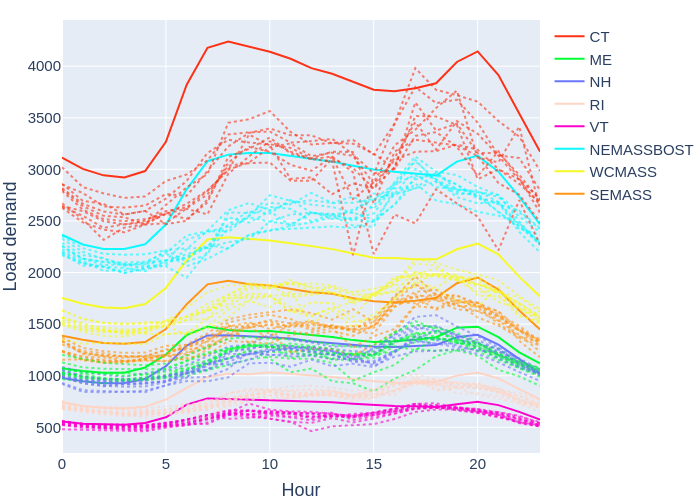 4000
3500
3000
2500
2000
1500
1000
500
0
5
10
15
20
Hour
Load demand
CT
ME
NH
RI
VT
NEMASSBOST
WCMASS
SEMASS